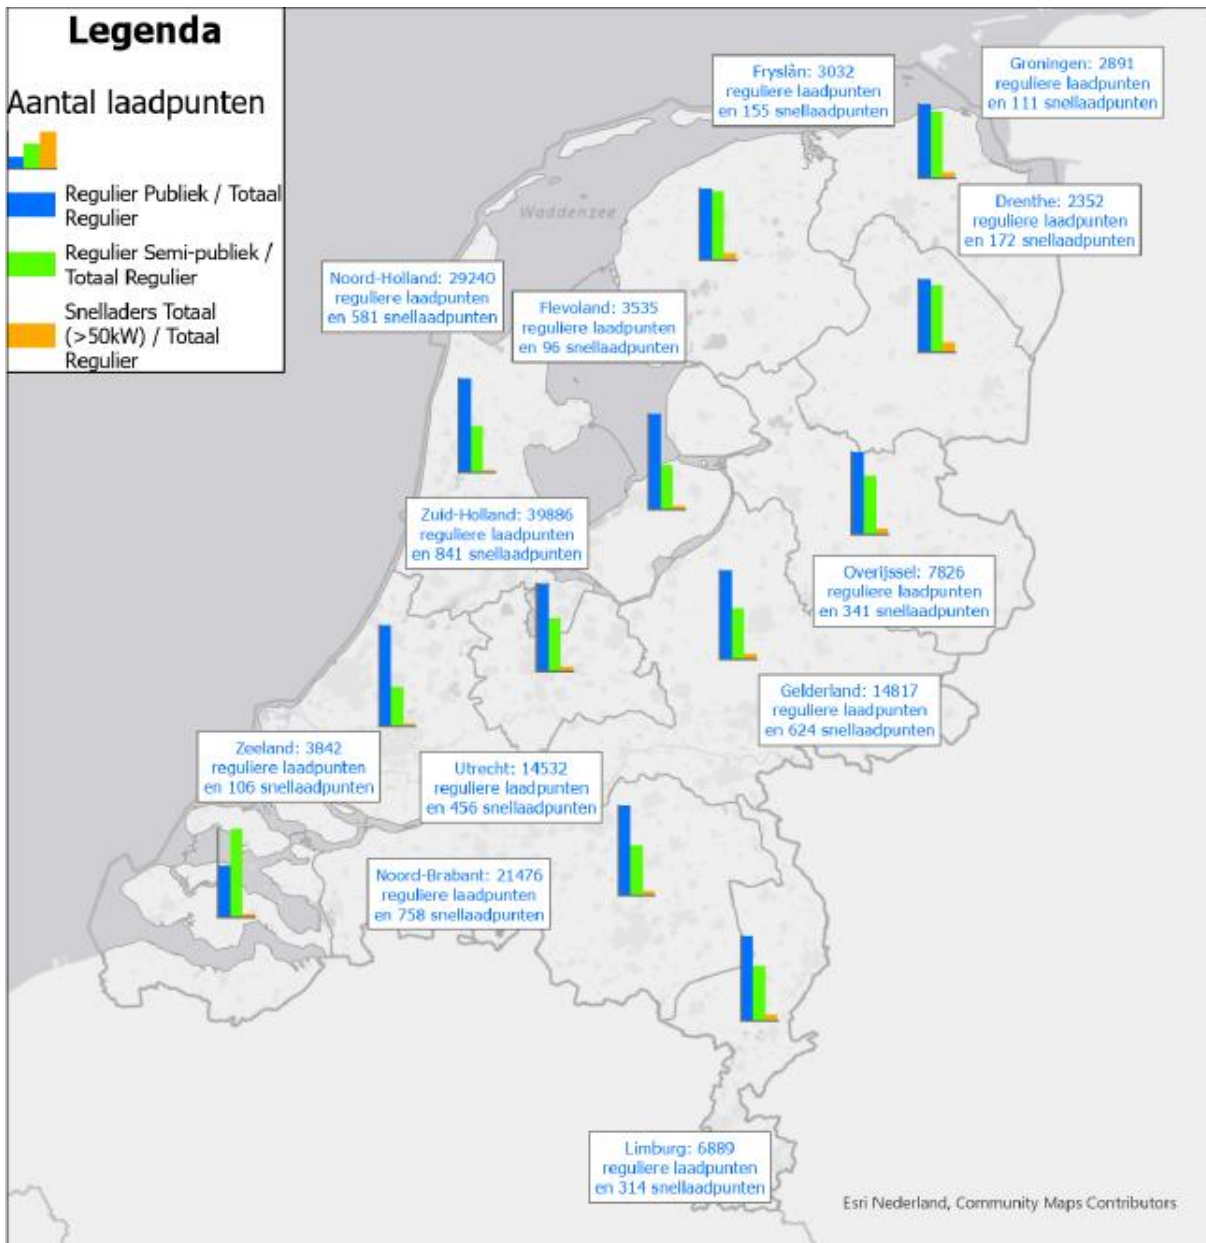 Legenda
Aantal laadpunten
Regulier Publiek / Totaal
Regulier
Regulier Semi-publiek /
Totaal Regulier
Snelladers Totaal
(>50kW) / Totaal
Regulier
Fryslân: 3032
reguliere laadpunten
en 155 snellaadpunten
Groningen: 2891
reguliere laadpunten
en 111 snellaadpunten
Waddenzee
Drenthe: 2352
reguliere laadpunten
en 172 snellaadpunten
Noord-Holland: 29240
reguliere laadpunten
en 581 snellaadpunten
Flevoland: 3535
reguliere laadpunten
en 96 snellaadpunten
Zuid-Holland: 39886
reguliere laadpunten
en 841 snellaadpunten
Overijssel: 7826
reguliere laadpunten
en 341 snellaadpunten
Gelderland: 14817
reguliere laadpunten
en 624 snellaadpunten
Zeeland: 3842
reguliere laadpunten
en 106 snellaadpunten
Utrecht: 14532
reguliere laadpunten
en 456 snellaadpunten
Noord-Brabant: 21476
reguliere laadpunten
en 758 snellaadpunten
Limburg: 6889
reguliere laadpunten
en 314 snellaadpunten
Esri Nederland, Community Maps Contributors